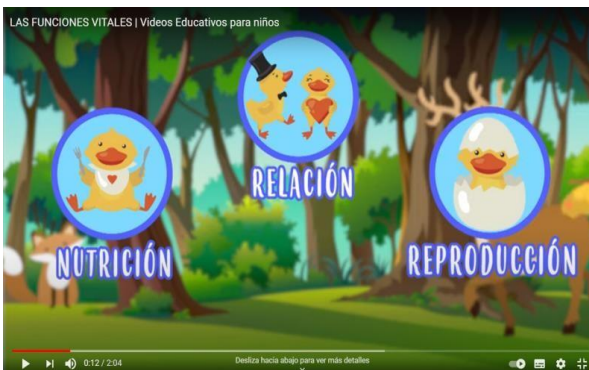 LAS FUNCIONES VITALES | Videos Educativos para niños
RELACIÓN
NUTRICIÓN
REPRODUCCIÓN
0:12 / 2:04
Desliza hacia abajo para ver más detalles